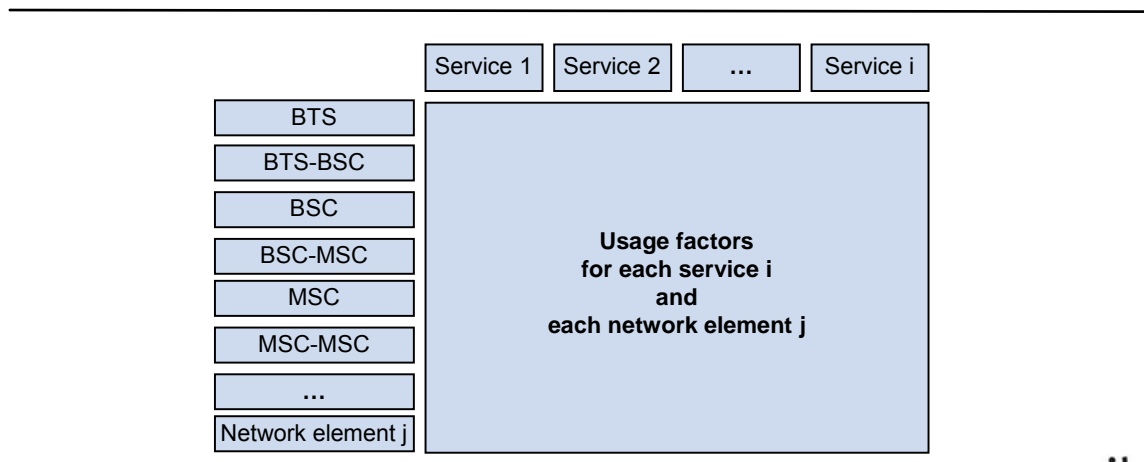 Service 1 Service 2 … Service i
BTS
BTS-BSC
BSC
BSC-MSC
MSC
MSC-MSC
…
Network element j
Usage factors
for each service i
and
each network element j